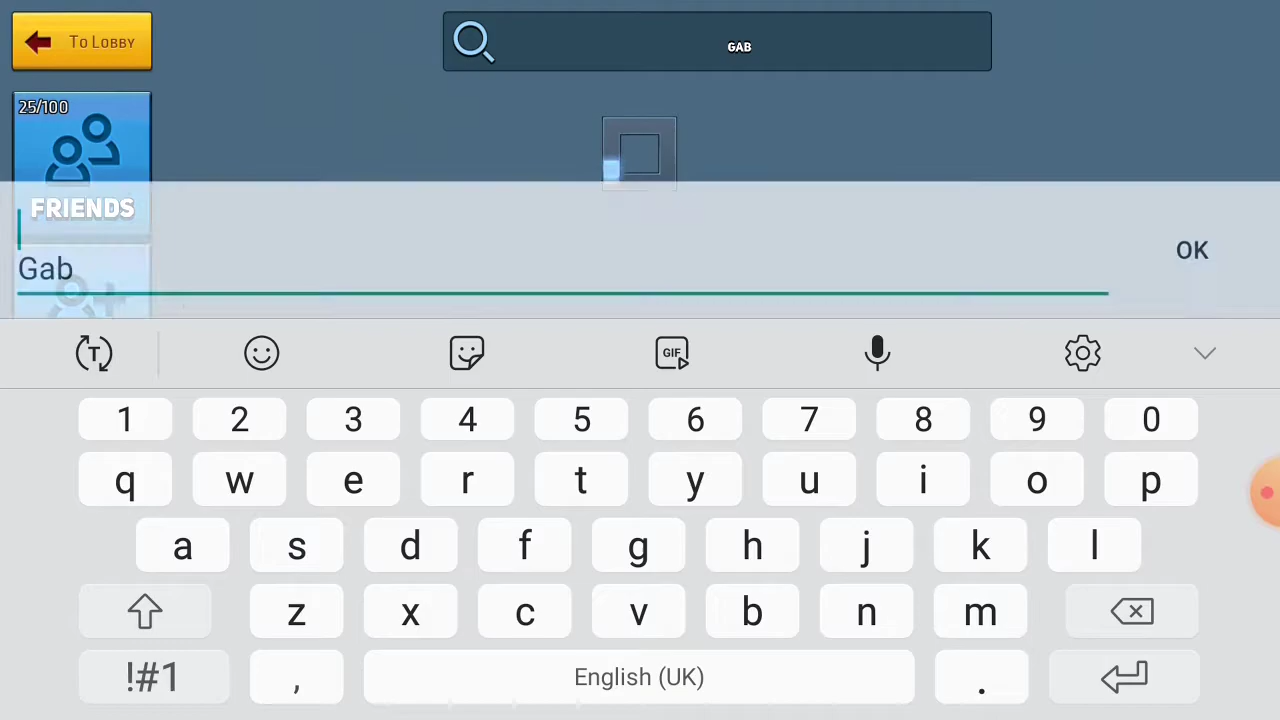 To Lobby
GAB
25/100
FRIENDS
Gab
OK
T
GIF
1 2 3 4 5 6 7 8 9 0
q w e r t y u i o p
a s d f g h j k l
z x c v b n m
!#1 , English (UK) .